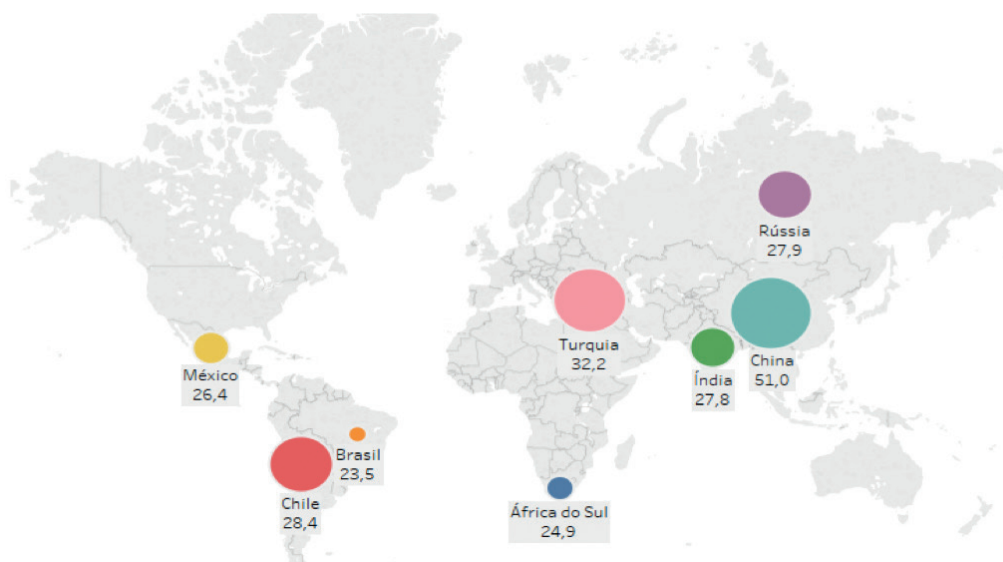 Rússia
27,9
Turquia
32,2
Índia
27,8
China
51,0
México
26,4
Brasil
23,5
Chile
28,4
África do Sul
24,9